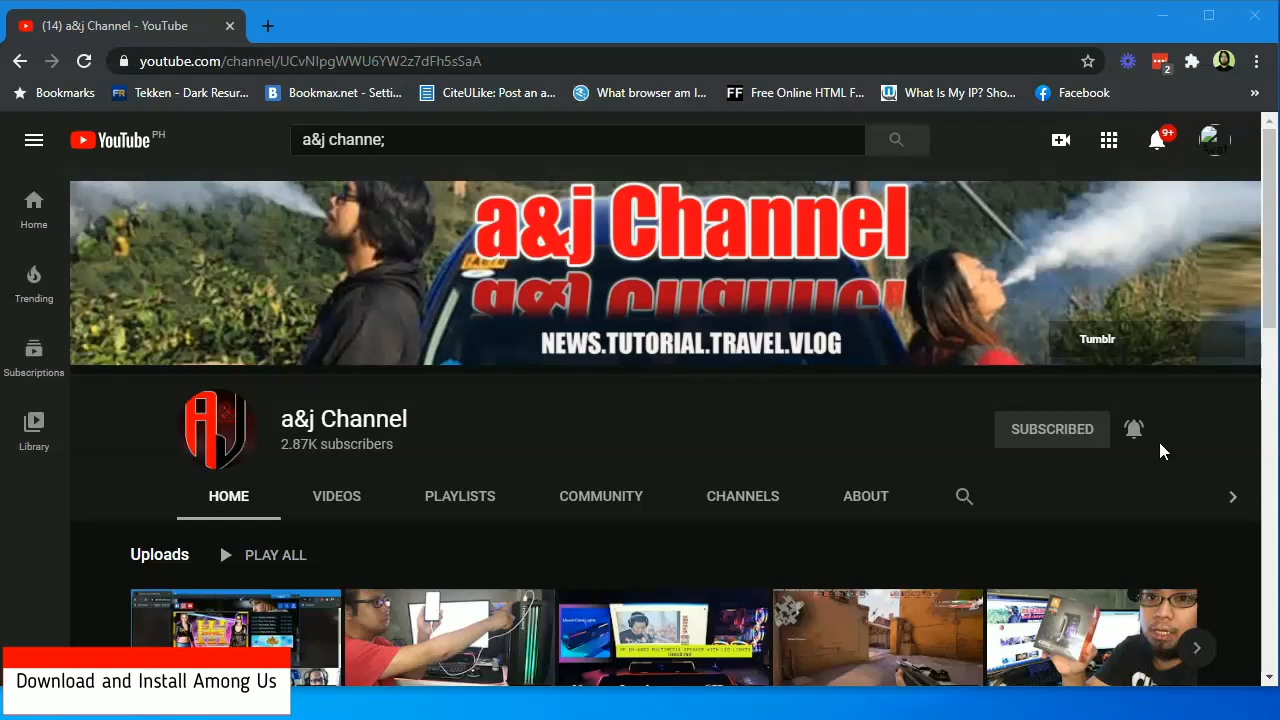 (14) a&j Channel - YouTube
youtube.com/channel/UCvNIpgWWU6YW2z7dFh5sSaA
Bookmarks
Tekken - Dark Resur...
Bookmax.net - Setti...
CiteULike: Post an a...
What browser am I...
FF
Free Online HTML F...
What Is My IP? Sho...
Facebook
2
YouTube PH
a&j channe;
9+
a&j Channel
NEWS.TUTORIAL.TRAVEL.VLOG
Tumblr
Home
Trending
Subscriptions
Library
a&j Channel
2.87K subscribers
SUBSCRIBED
HOME
VIDEOS
PLAYLISTS
COMMUNITY
CHANNELS
ABOUT
Uploads
PLAY ALL
Download and Install Among Us